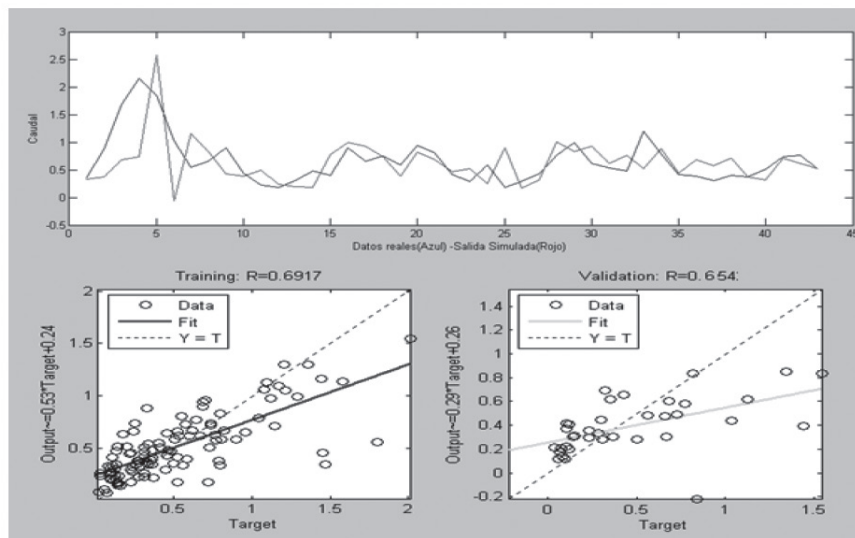 3
2.5
2
1.5
1
0.5
0
-0.5
Caudal
0 5 10 15 20 25 30 35 40 45
Datos reales(Azul) -Salida Simulada(Rojo)
Training: R=0.6917
Output~=0.53*Target+0.24
2
1.5
1
0.5
Data
Fit
Y = T
0.5 1 1.5 2
Target
Validation: R=0.654
Output~=0.29*Target+0.26
1.4
1.2
1
0.8
0.6
0.4
0.2
0
-0.2
Data
Fit
Y = T
0 0.5 1 1.5
Target